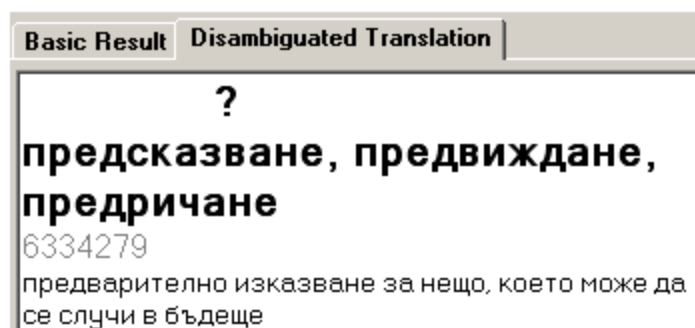 Basic Result Disambiguated Translation
?
предсказване, предвиждане,
предричане
6334279
предварително изказване за нещо, което може да
се случи в бъдеще